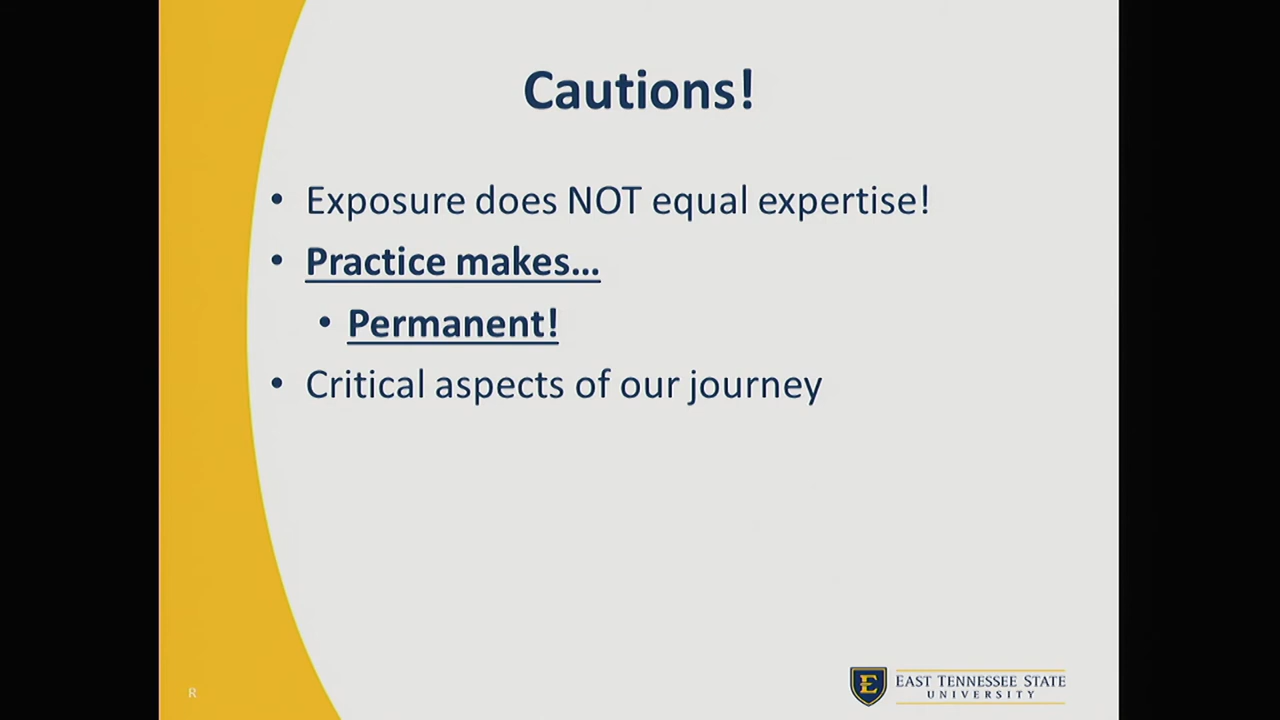 Cautions!
• Exposure does NOT equal expertise!
• Practice makes...
• Permanent!
• Critical aspects of our journey
R
E
EAST TENNESSEE STATE
UNIVERSITY